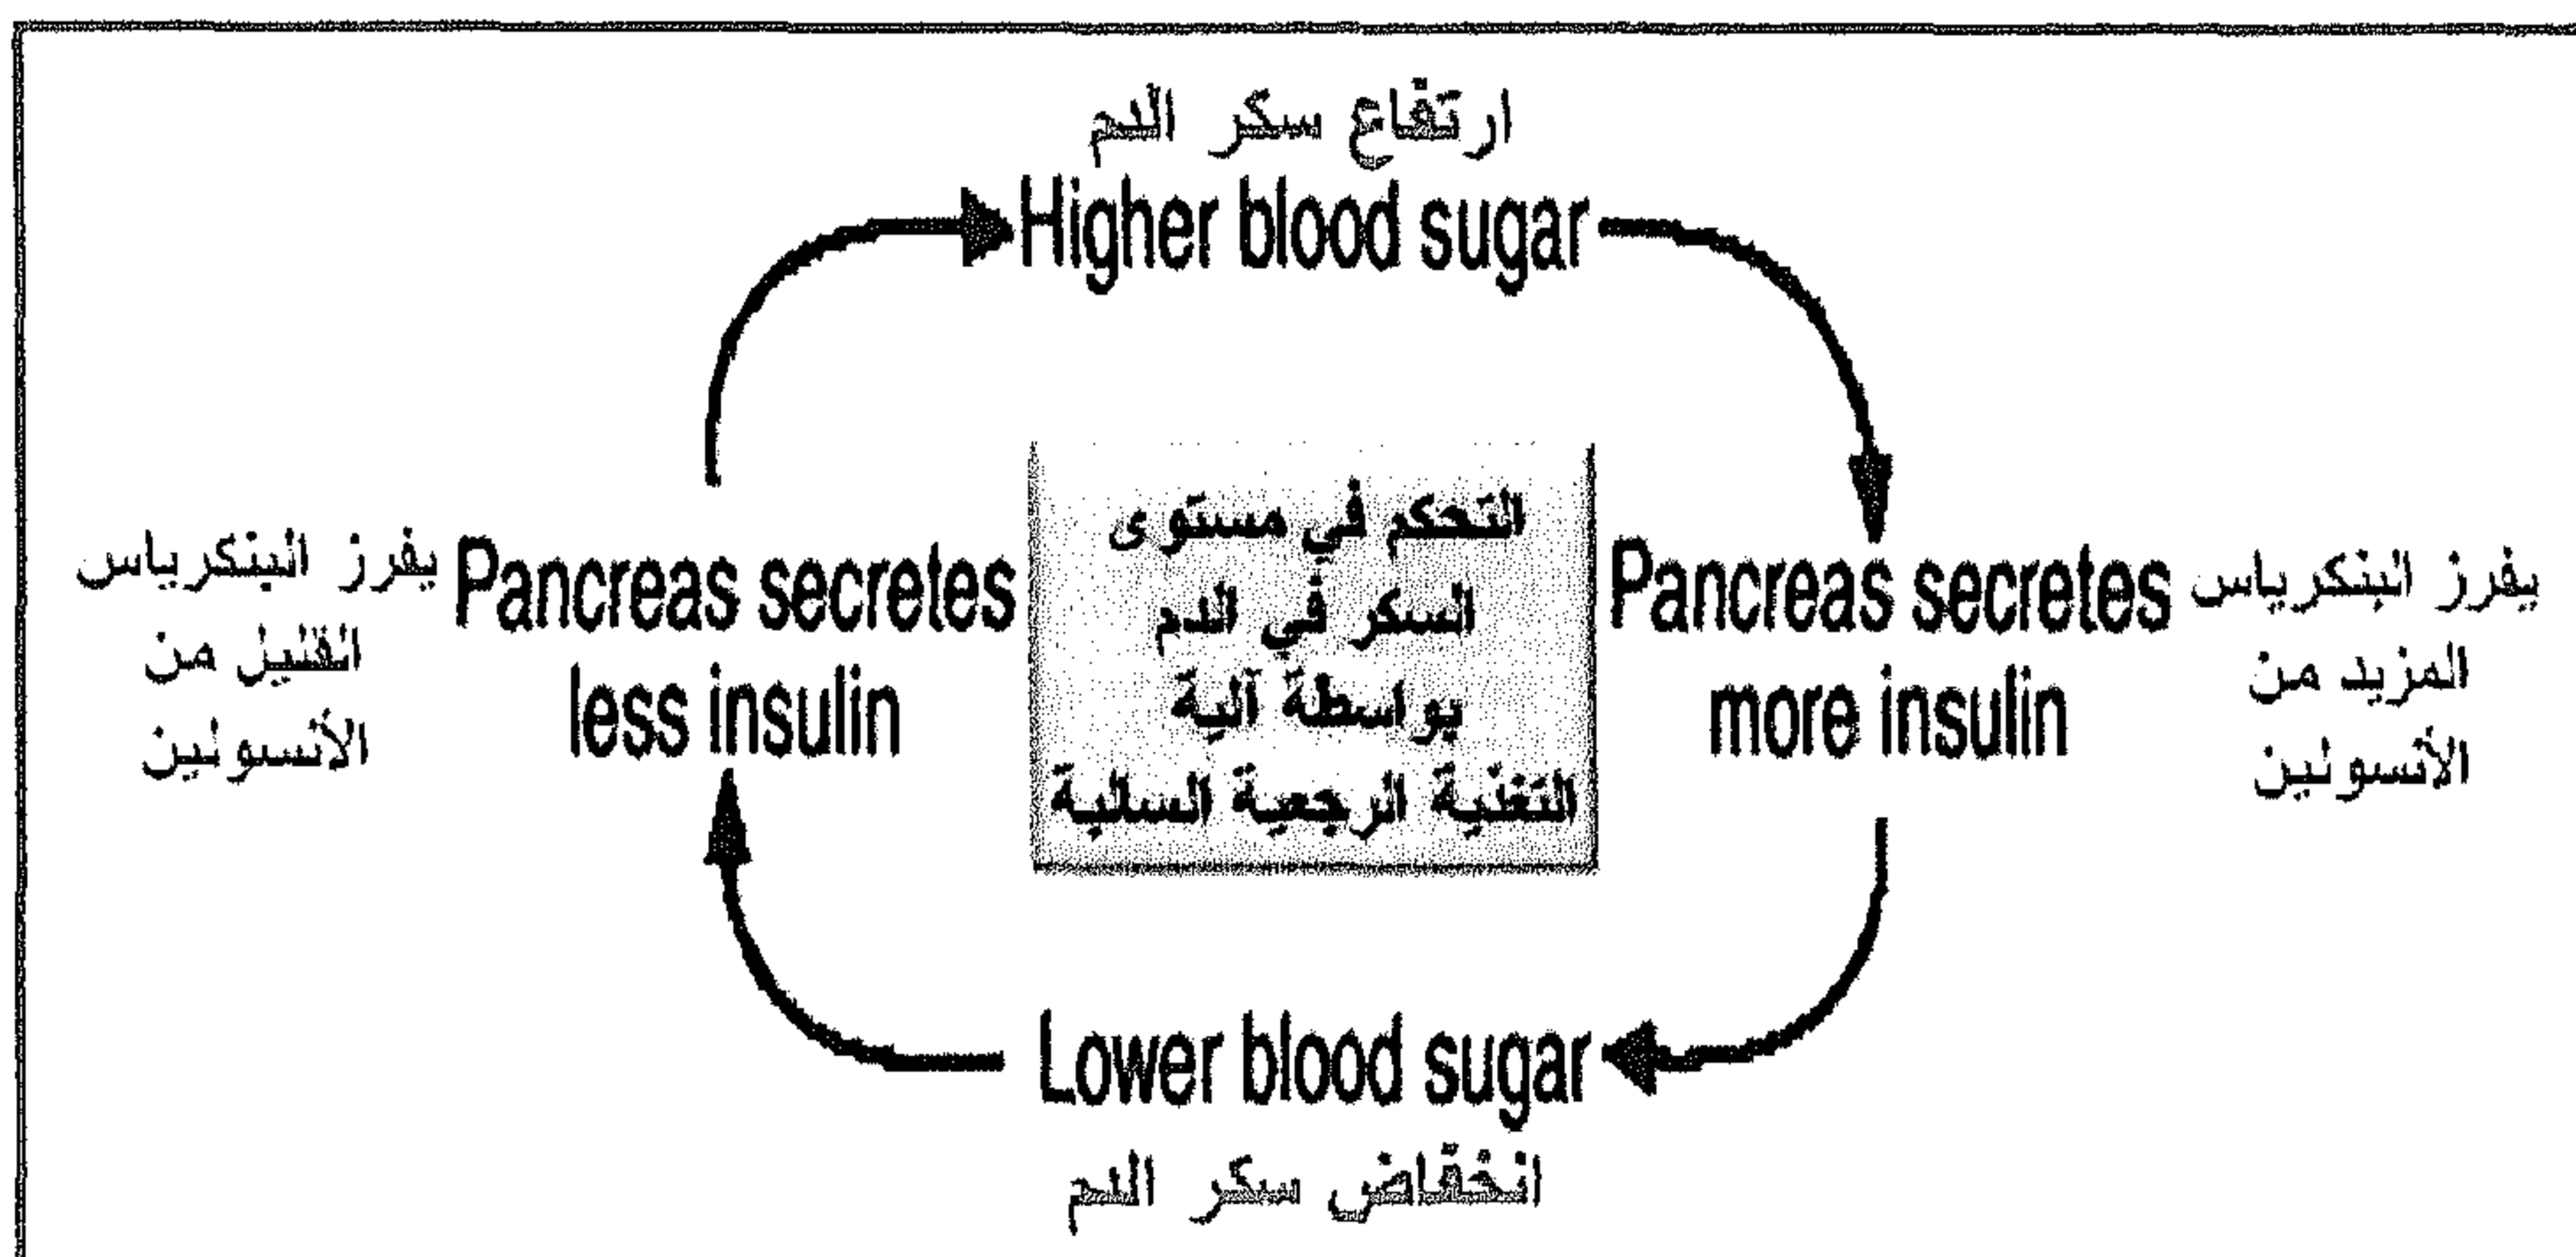 ارتفاع سكر الدم
Higher blood sugar
يفرز البنكرياس
القليل من
الأنسولين
Pancreas secretes
less insulin
التحكم في مستوى
السكر في الدم
بواسطة آلية
التغذية الرجعية السالبة
Pancreas secretes
more insulin
يفرز البنكرياس
المزيد من
الأنسولين
Lower blood sugar
انخفاض سكر الدم